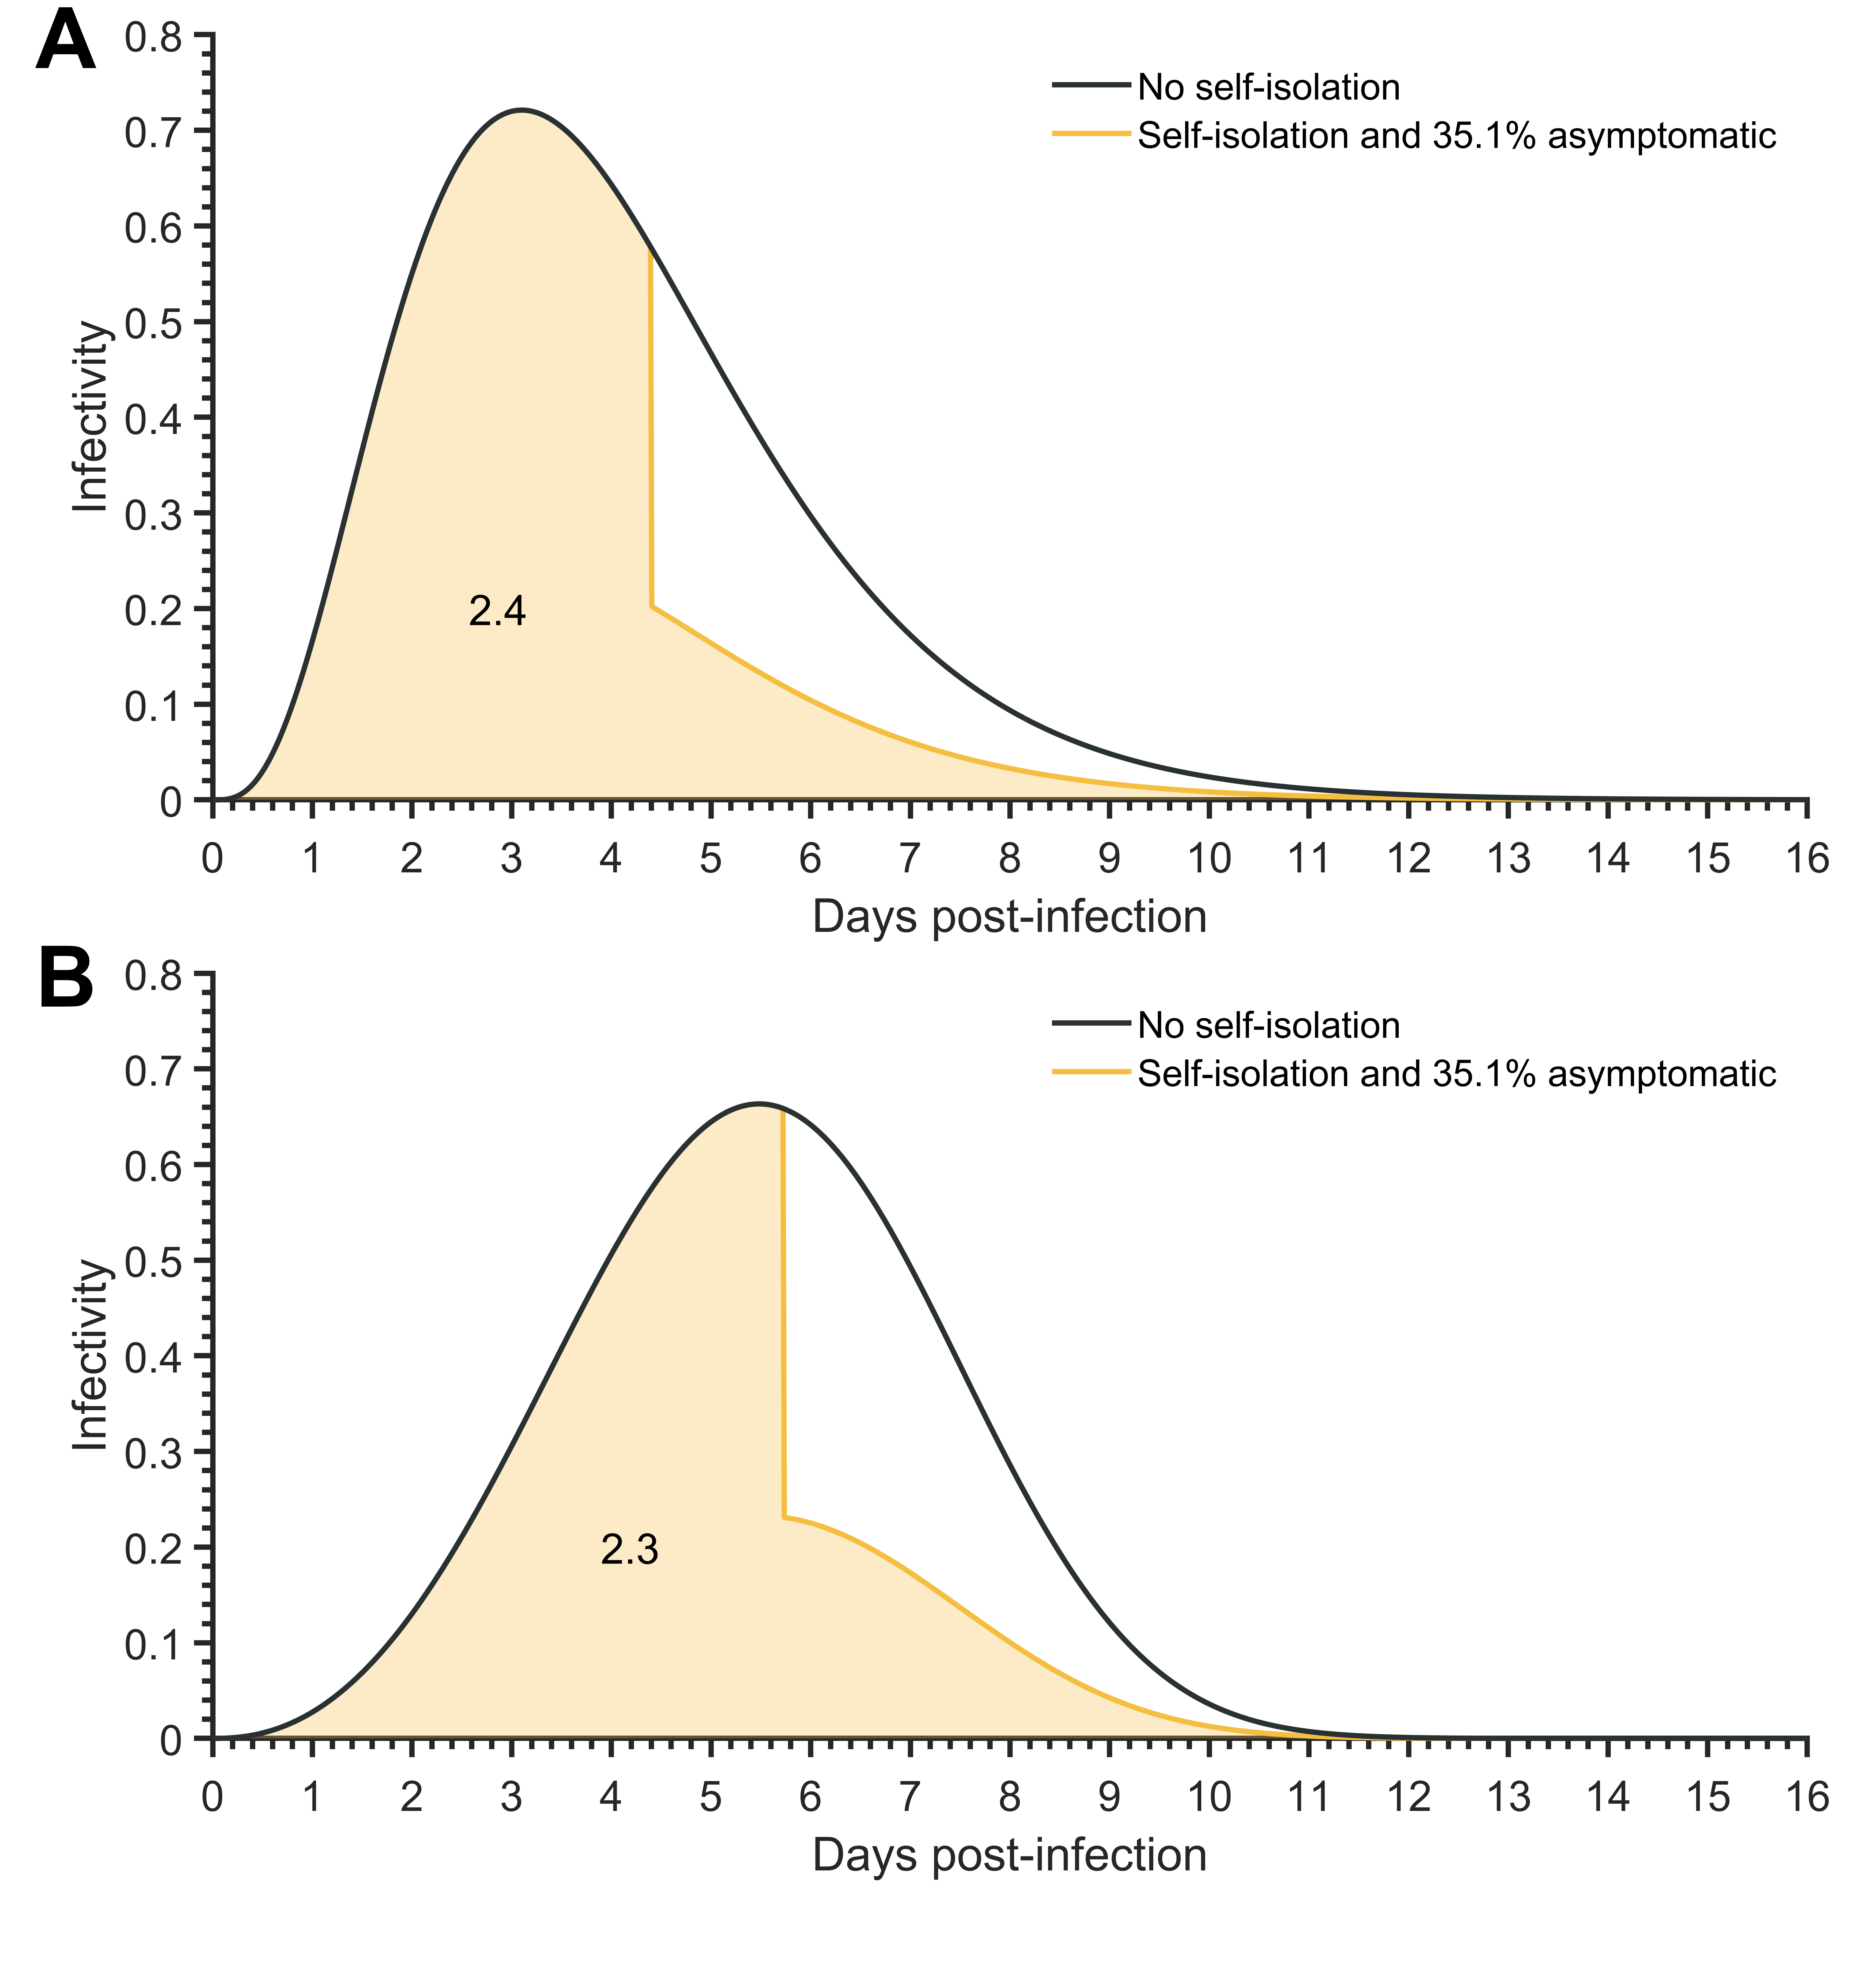 A
0.8
0.7
0.6
0.5
0.4
0.3
0.2
0.1
0
Infectivity
No self-isolation
Self-isolation and 35.1% asymptomatic
2.4
0 1 2 3 4 5 6 7 8 9 10 11 12 13 14 15 16
Days post-infection
B
0.8
0.7
0.6
0.5
0.4
0.3
0.2
0.1
0
Infectivity
No self-isolation
Self-isolation and 35.1% asymptomatic
2.3
0 1 2 3 4 5 6 7 8 9 10 11 12 13 14 15 16
Days post-infection